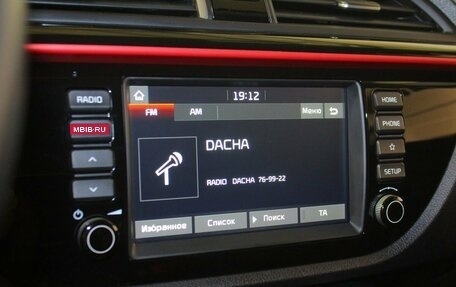 19:12
RADIO
HOME
FM AM Меню
MBIB·RU
PHONE
DACHA
RADIO DACHA 76-99-22
SETUP
Избранное Список Поиск TA